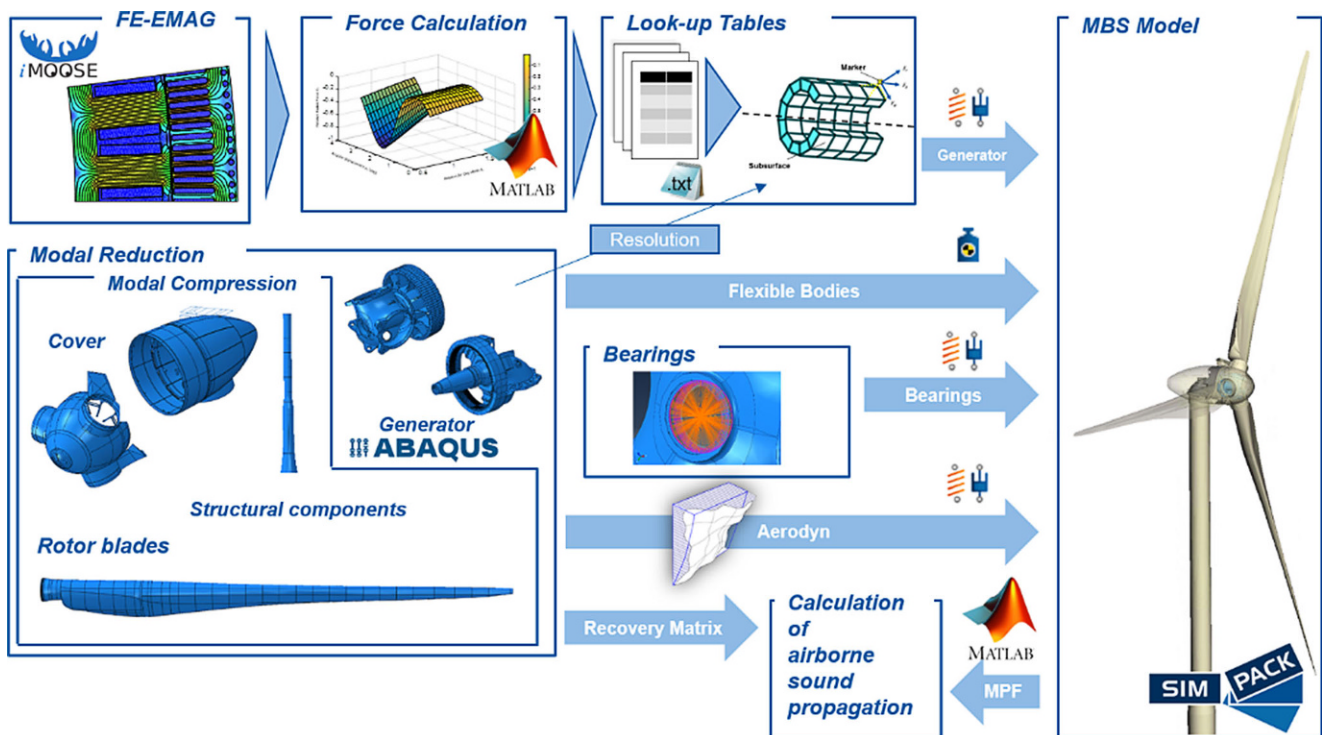 FE-EMAG
iMOOSE
Force Calculation
MATLAB
Look-up Tables
.txt
Marker
Subsurface
Generator
MBS Model
Resolution
Modal Reduction
Modal Compression
Cover
Generator
ABAQUS
Structural components
Rotor blades
Flexible Bodies
Bearings
Bearings
Aerodyn
Recovery Matrix
Calculation
of
airborne
sound
propagation
MATLAB
MPF
SIM
PACK